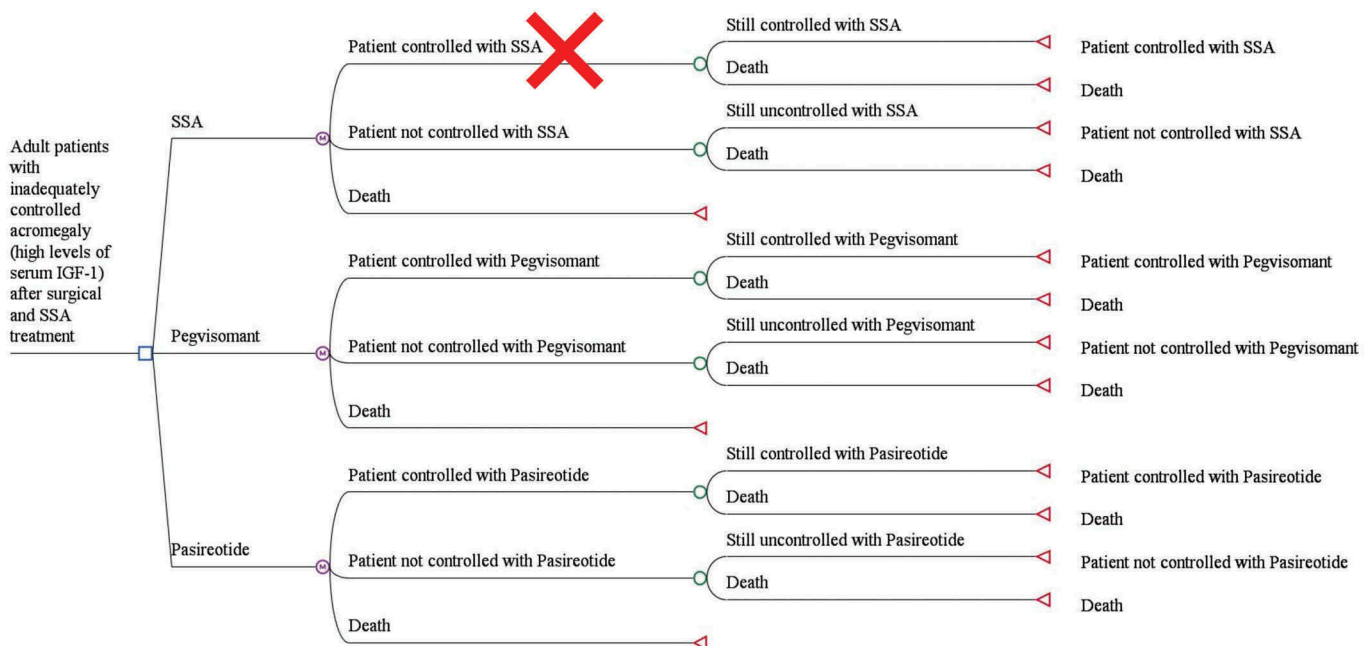 Adult patients
with
inadequately
controlled
acromegaly
(high levels of
serum IGF-1)
after surgical
and SSA
treatment
SSA
Patient controlled with SSA
Still controlled with SSA
Patient controlled with SSA
Death
Death
Patient not controlled with SSA
Still uncontrolled with SSA
Patient not controlled with SSA
Death
Death
Death
Pegvisomant
Patient controlled with Pegvisomant
Still controlled with Pegvisomant
Patient controlled with Pegvisomant
Death
Death
Patient not controlled with Pegvisomant
Still uncontrolled with Pegvisomant
Patient not controlled with Pegvisomant
Death
Death
Death
Pasireotide
Patient controlled with Pasireotide
Still controlled with Pasireotide
Patient controlled with Pasireotide
Death
Death
Patient not controlled with Pasireotide
Still uncontrolled with Pasireotide
Patient not controlled with Pasireotide
Death
Death
Death
M
M
M